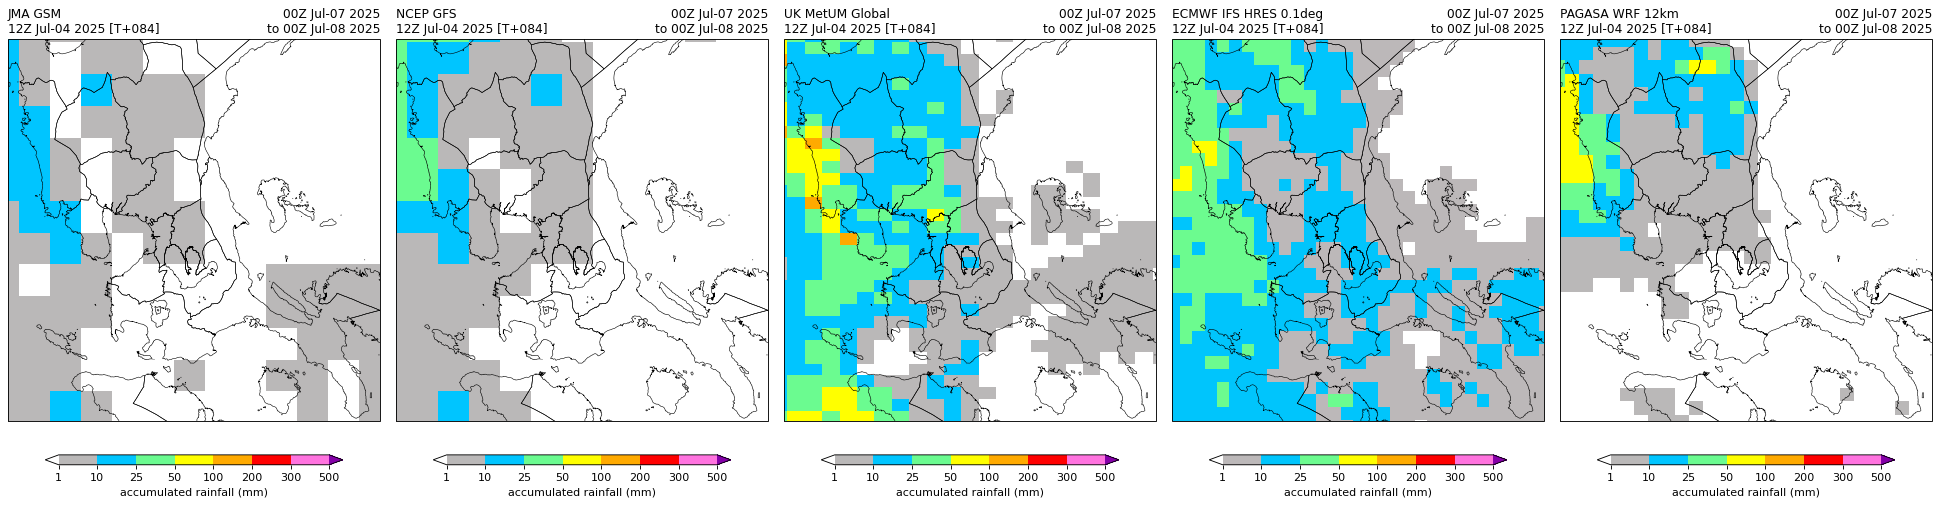 JMA GSM 00Z Jul-07 2025
12Z Jul-04 2025 [T+084] to 00Z Jul-08 2025
1 10 25 50 100 200 300 500
accumulated rainfall (mm)
NCEP GFS 00Z Jul-07 2025
12Z Jul-04 2025 [T+084] to 00Z Jul-08 2025
1 10 25 50 100 200 300 500
accumulated rainfall (mm)
UK MetUM Global 00Z Jul-07 2025
12Z Jul-04 2025 [T+084] to 00Z Jul-08 2025
1 10 25 50 100 200 300 500
accumulated rainfall (mm)
ECMWF IFS HRES 0.1deg 00Z Jul-07 2025
12Z Jul-04 2025 [T+084] to 00Z Jul-08 2025
1 10 25 50 100 200 300 500
accumulated rainfall (mm)
PAGASA WRF 12km 00Z Jul-07 2025
12Z Jul-04 2025 [T+084] to 00Z Jul-08 2025
1 10 25 50 100 200 300 500
accumulated rainfall (mm)